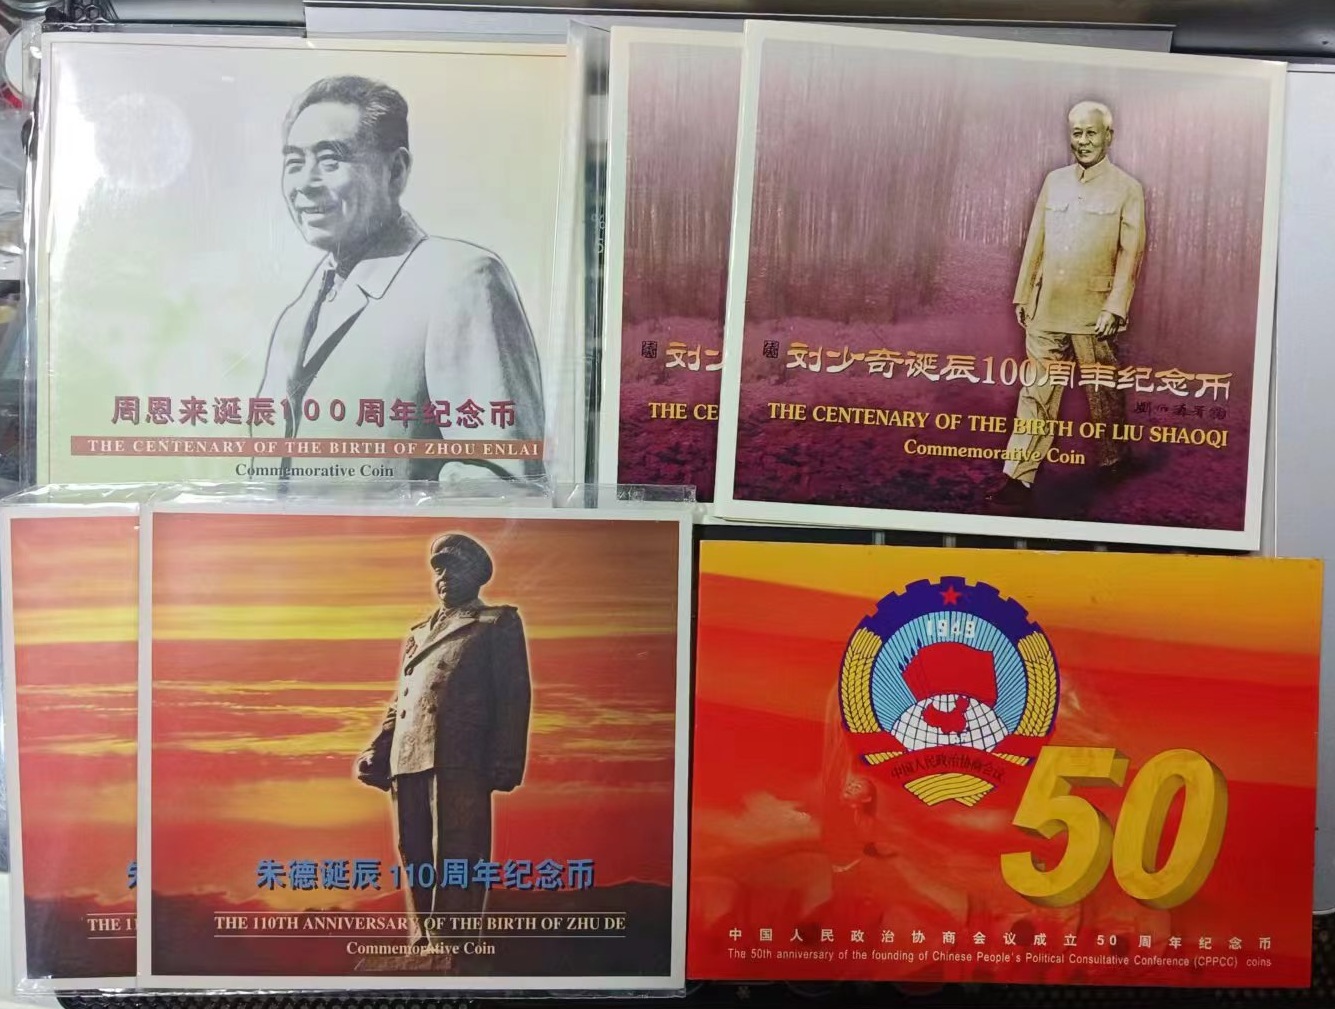 周恩来诞辰100周年纪念币
THE CENTENARY OF THE BIRTH OF ZHOU ENLAI
Commemorative Coin
刘少
THE CE
刘少奇诞辰100周年纪念币
THE CENTENARY OF THE BIRTH OF LIU SHAOQI
Commemorative Coin
THE 11
朱德诞辰110周年纪念币
THE 110TH ANNIVERSARY OF THE BIRTH OF ZHU DE
Commemorative Coin
1949
中国人民政治协商会议
50
中国人民政治协商会议成立50周年纪念币
The 50th anniversary of the founding of Chinese People's Political Consuitative Conference (CPPCC) coins